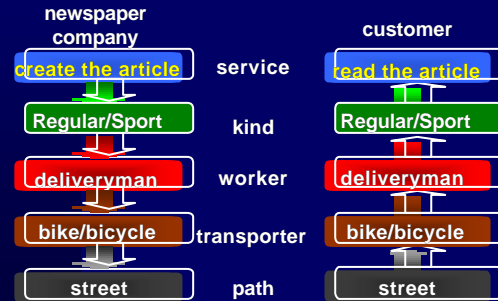 newspaper
company
customer
create the article
service
read the article
Regular/Sport
kind
Regular/Sport
deliveryman
worker
deliveryman
bike/bicycle
transporter
bike/bicycle
street
path
street